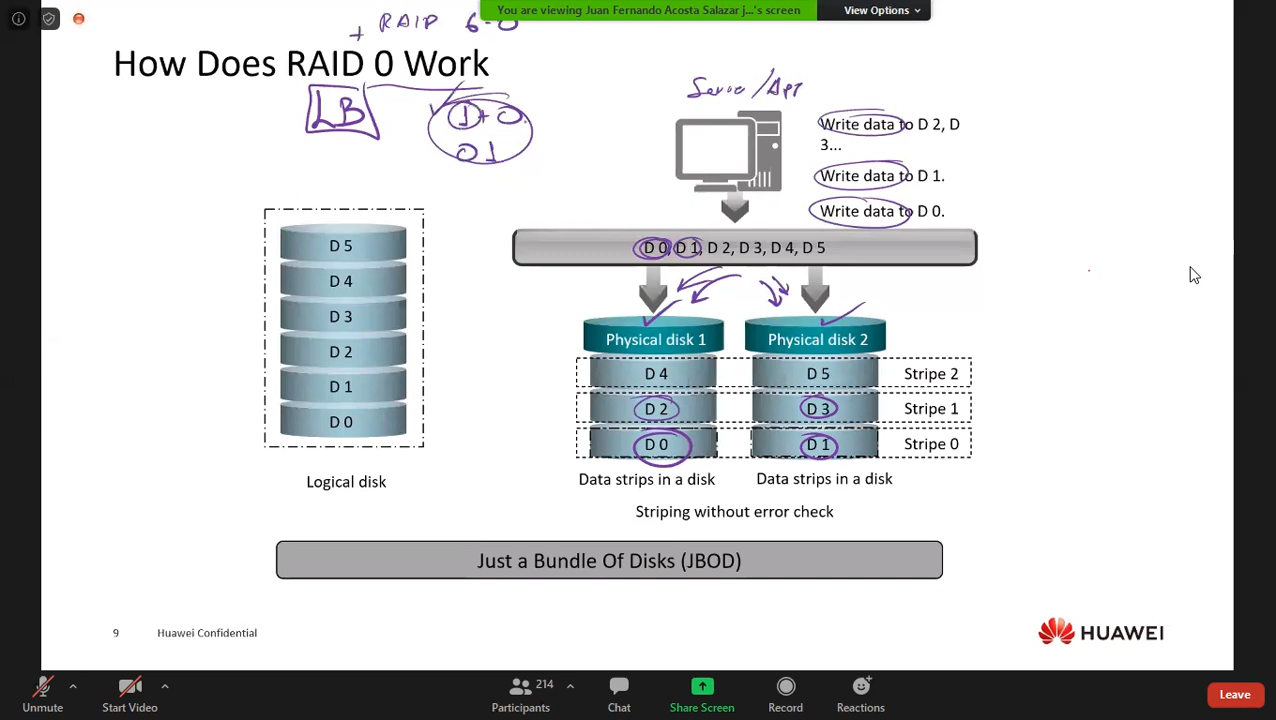 You are viewing Juan Fernando Acosta Salazar j...'s screen
View Options
+ RAID 6-0
How Does RAID 0 Work
LB
1+0
01
Write data to D 2, D
3...
Write data to D 1.
Write data to D 0.
D 0, D 1, D 2, D 3, D 4, D 5
D 5
D 4
D 3
D 2
D 1
D 0
Logical disk
Physical disk 1
Physical disk 2
D 4
D 5
Stripe 2
D 2
D 3
Stripe 1
D 0
D 1
Stripe 0
Data strips in a disk
Data strips in a disk
Striping without error check
Just a Bundle Of Disks (JBOD)
9
Huawei Confidential
HUAWEI
Unmute
Start Video
214
Participants
Chat
Share Screen
Record
Reactions
Leave